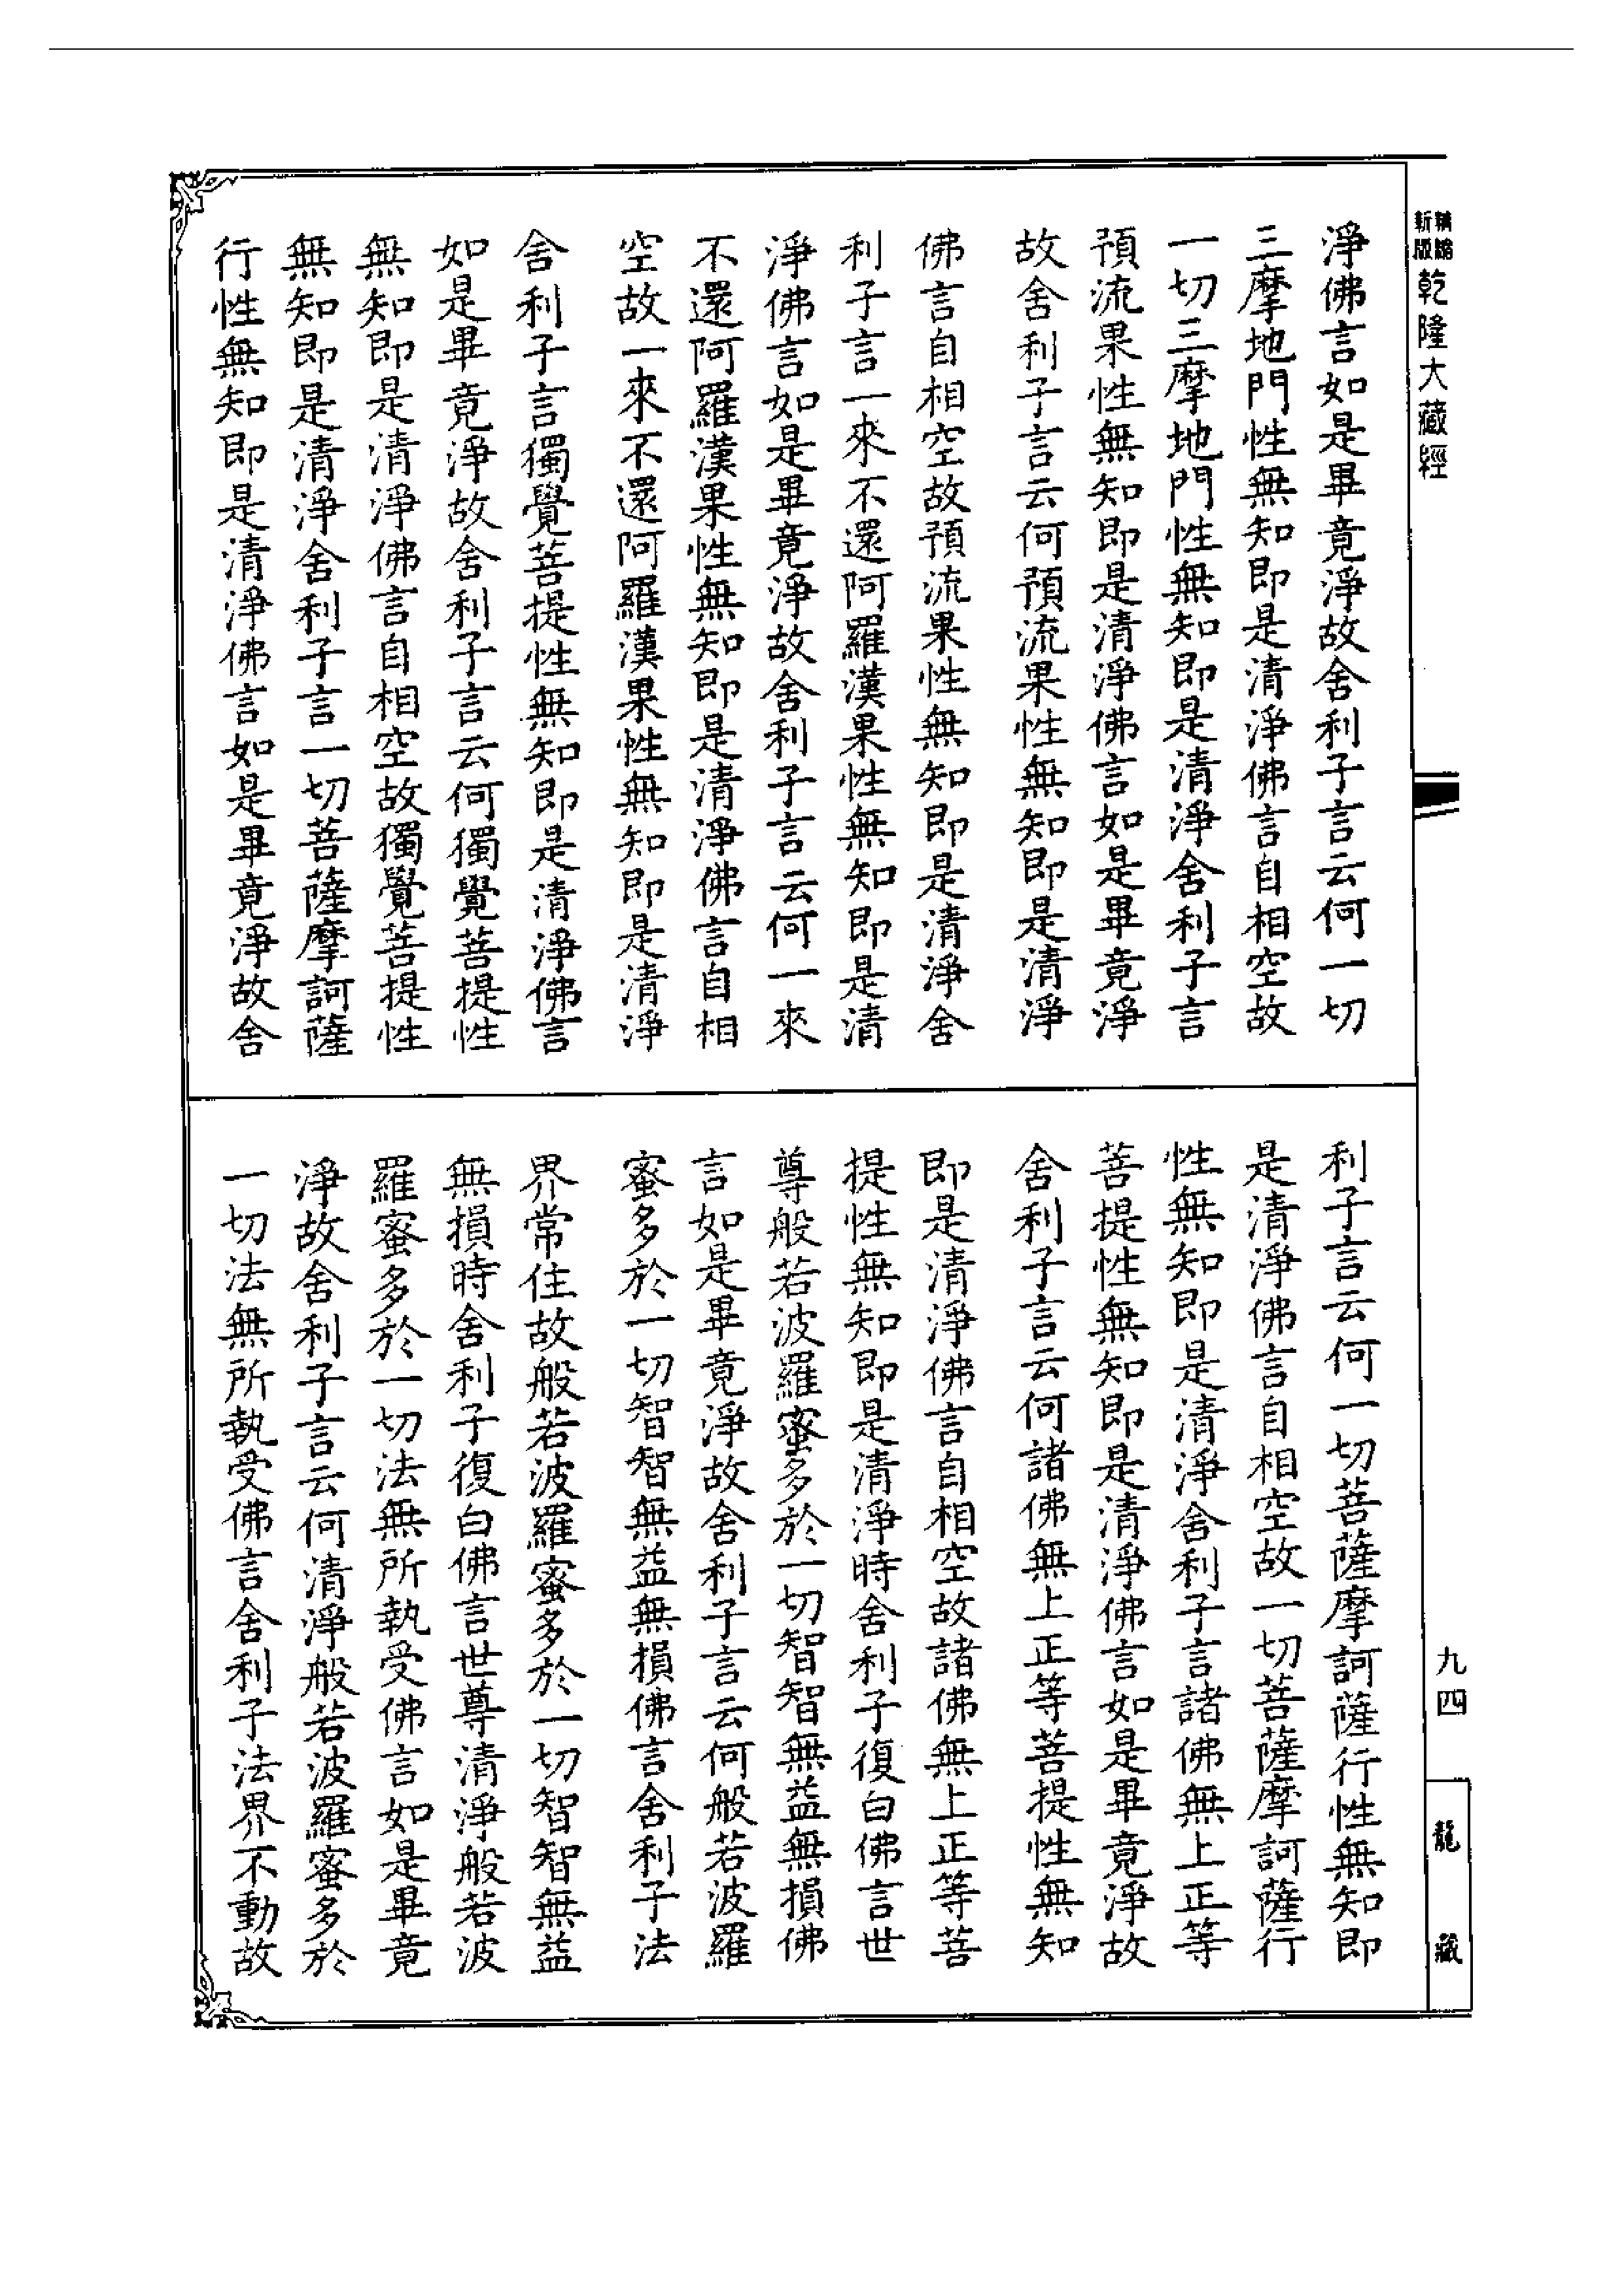 精編新版乾隆大藏經
淨佛言如是畢竟淨故舍利子言云何一切
三摩地門性無知即是清淨佛言自相空故
一切三摩地門性無知即是清淨舍利子言
預流果性無知即是清淨佛言如是畢竟淨
故舍利子言云何預流果性無知即是清淨
佛言自相空故預流果性無知即是清淨舍
利子言一來不還阿羅漢果性無知即是清
淨佛言如是畢竟淨故舍利子言云何一來
不還阿羅漢果性無知即是清淨佛言自相
空故一來不還阿羅漢果性無知即是清淨
舍利子言獨覺菩提性無知即是清淨佛言
如是畢竟淨故舍利子言云何獨覺菩提性
無知即是清淨佛言自相空故獨覺菩提性
無知即是清淨舍利子言一切菩薩摩訶薩
行性無知即是清淨佛言如是畢竟淨故舍
利子言云何一切菩薩摩訶薩行性無知即
是清淨佛言自相空故一切菩薩摩訶薩行
性無知即是清淨舍利子言諸佛無上正等
菩提性無知即是清淨佛言如是畢竟淨故
舍利子言云何諸佛無上正等菩提性無知
即是清淨佛言自相空故諸佛無上正等菩
提性無知即是清淨時舍利子復白佛言世
尊般若波羅蜜多於一切智智無益無損佛
言如是畢竟淨故舍利子言云何般若波羅
蜜多於一切智智無益無損佛言舍利子法
界常住故般若波羅蜜多於一切智智無益
無損時舍利子復白佛言世尊清淨般若波
羅蜜多於一切法無所執受佛言如是畢竟
淨故舍利子言云何清淨般若波羅蜜多於
一切法無所執受佛言舍利子法界不動故
九四
龍藏